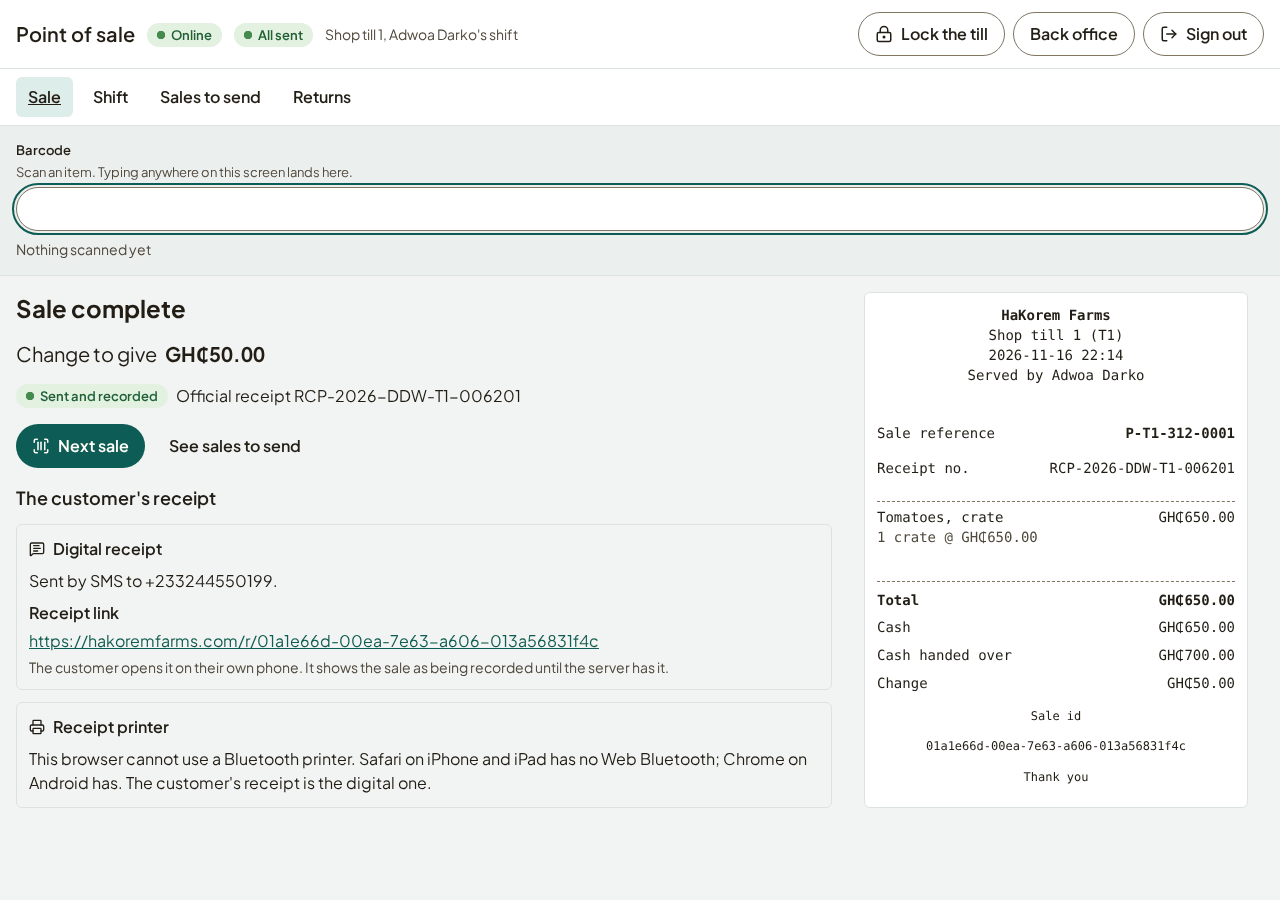 Point of sale
Online
All sent
Shop till 1, Adwoa Darko's shift
Lock the till
Back office
Sign out
Sale
Shift
Sales to send
Returns
Barcode
Scan an item. Typing anywhere on this screen lands here.
Nothing scanned yet
Sale complete
Change to give GH₵50.00
Sent and recorded
Official receipt RCP-2026-DDW-T1-006201
Next sale
See sales to send
The customer's receipt
Digital receipt
Sent by SMS to +233244550199.
Receipt link
https://hakoremfarms.com/r/01a1e66d-00ea-7e63-a606-013a56831f4c
The customer opens it on their own phone. It shows the sale as being recorded until the server has it.
Receipt printer
This browser cannot use a Bluetooth printer. Safari on iPhone and iPad has no Web Bluetooth; Chrome on
Android has. The customer's receipt is the digital one.
HaKorem Farms
Shop till 1 (T1)
2026-11-16 22:14
Served by Adwoa Darko
Sale reference P-T1-312-0001
Receipt no. RCP-2026-DDW-T1-006201
Tomatoes, crate GH₵650.00
1 crate @ GH₵650.00
Total GH₵650.00
Cash GH₵650.00
Cash handed over GH₵700.00
Change GH₵50.00
Sale id
01a1e66d-00ea-7e63-a606-013a56831f4c
Thank you